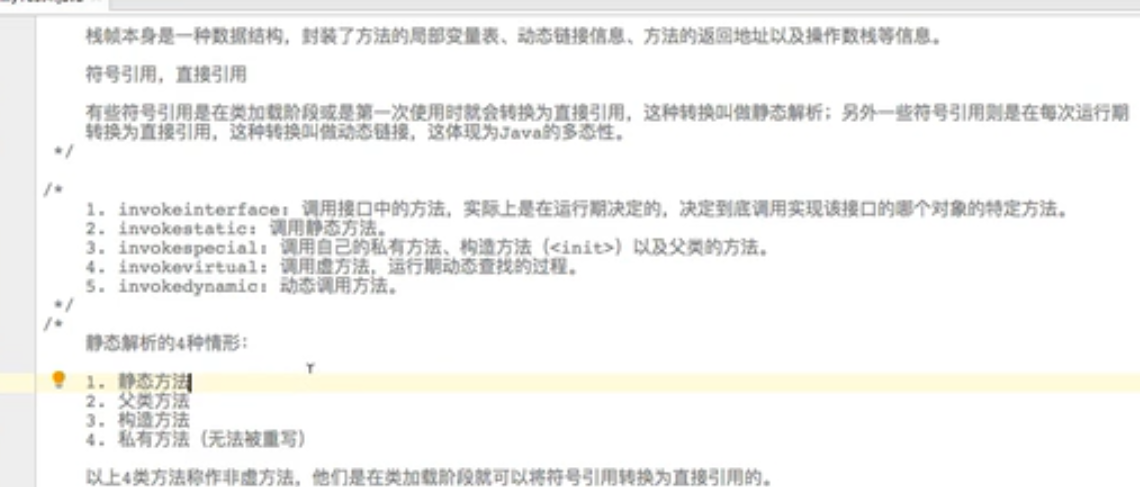 栈帧本身是一种数据结构，封装了方法的局部变量表、动态链接信息、方法的返回地址以及操作数栈等信息。
符号引用，直接引用
有些符号引用是在类加载阶段或是第一次使用时就会转换为直接引用，这种转换叫做静态解析；另外一些符号引用则是在每次运行期
转换为直接引用，这种转换叫做动态链接，这体现为Java的多态性。
*/
/*
1. invokeinterface：调用接口中的方法，实际上是在运行期决定的，决定到底调用实现该接口的哪个对象的特定方法。
2. invokestatic：调用静态方法。
3. invokespecial：调用自己的私有方法、构造方法（<init>）以及父类的方法。
4. invokevirtual：调用虚方法，运行期动态查找的过程。
5. invokedynamic：动态调用方法。
*/
/*
静态解析的4种情形：
1. 静态方法
2. 父类方法
3. 构造方法
4. 私有方法（无法被重写）
以上4类方法称作非虚方法，他们是在类加载阶段就可以将符号引用转换为直接引用的。